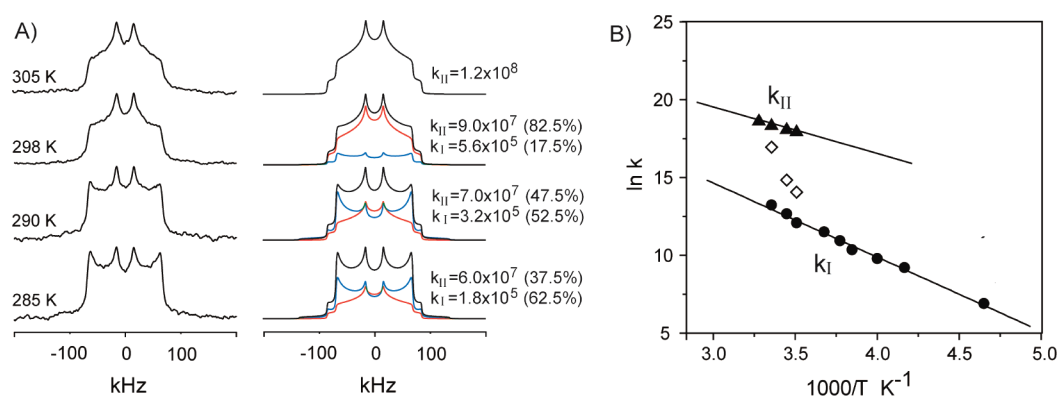 A)
305 K
298 K
290 K
285 K
-100 0 100
kHz
k_II=1.2x10^8
k_II=9.0x10^7 (82.5%)
k_I=5.6x10^5 (17.5%)
k_II=7.0x10^7 (47.5%)
k_I=3.2x10^5 (52.5%)
k_II=6.0x10^7 (37.5%)
k_I=1.8x10^5 (62.5%)
-100 0 100
kHz
B)
ln k
25
20
15
10
5
k_II
k_I
3.0 3.5 4.0 4.5 5.0
1000/T K^-1